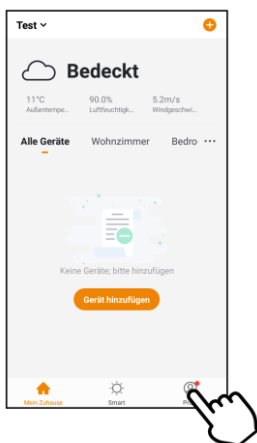 Test
Bedeckt
11°C 90.0% 5.2m/s
Außentempe... Luftfeuchtigk... Windgeschwi...
Alle Geräte Wohnzimmer Bedro ...
Keine Geräte; bitte hinzufügen
Gerät hinzufügen
Mein Zuhause Smart